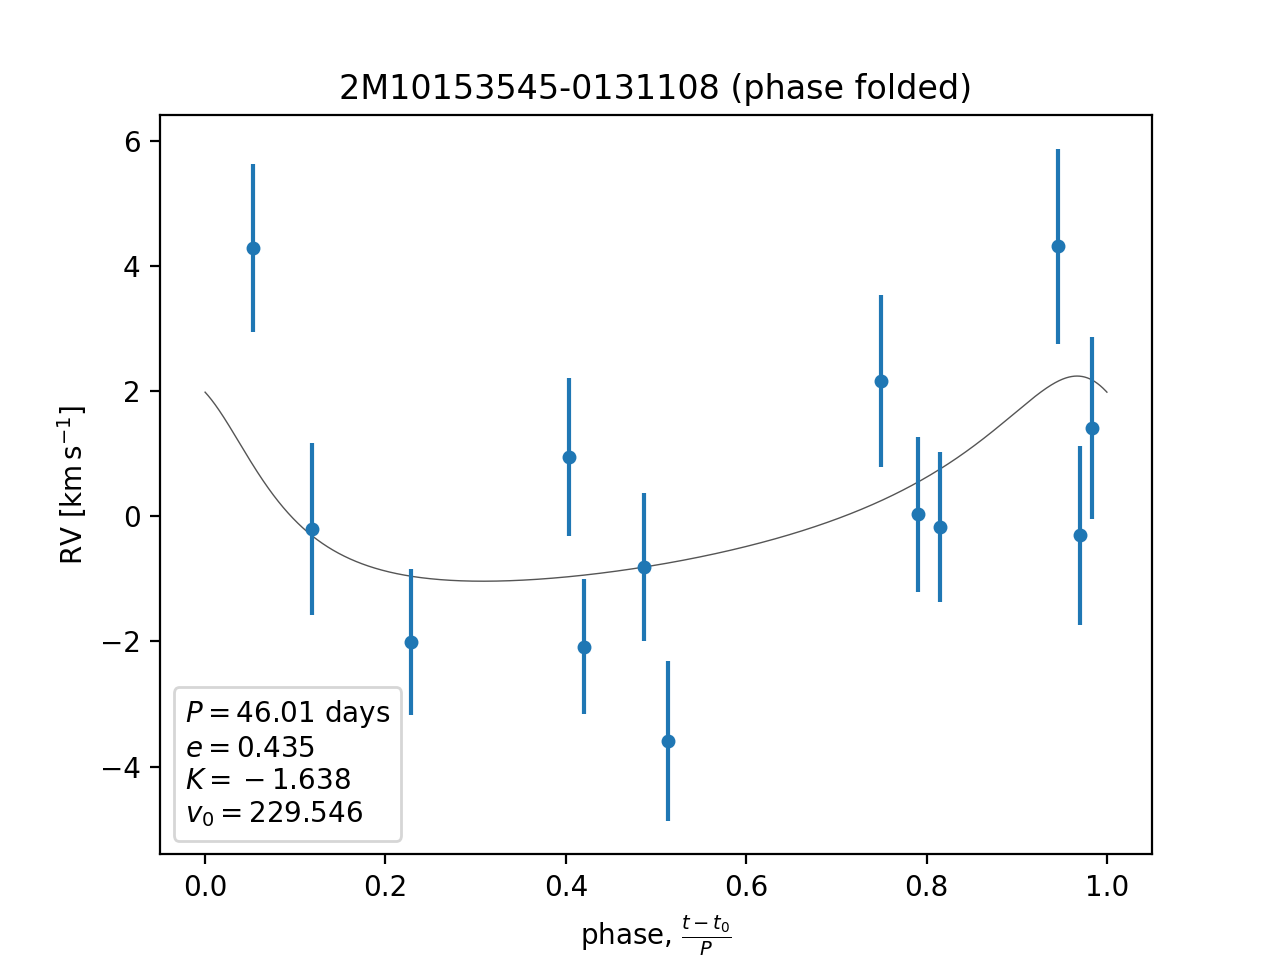 2M10153545-0131108 (phase folded)
6
4
2
0
−2
−4
RV [km s⁻¹]
P = 46.01 days
e = 0.435
K = −1.638
v₀ = 229.546
0.0 0.2 0.4 0.6 0.8 1.0
phase, (t − t₀)/P